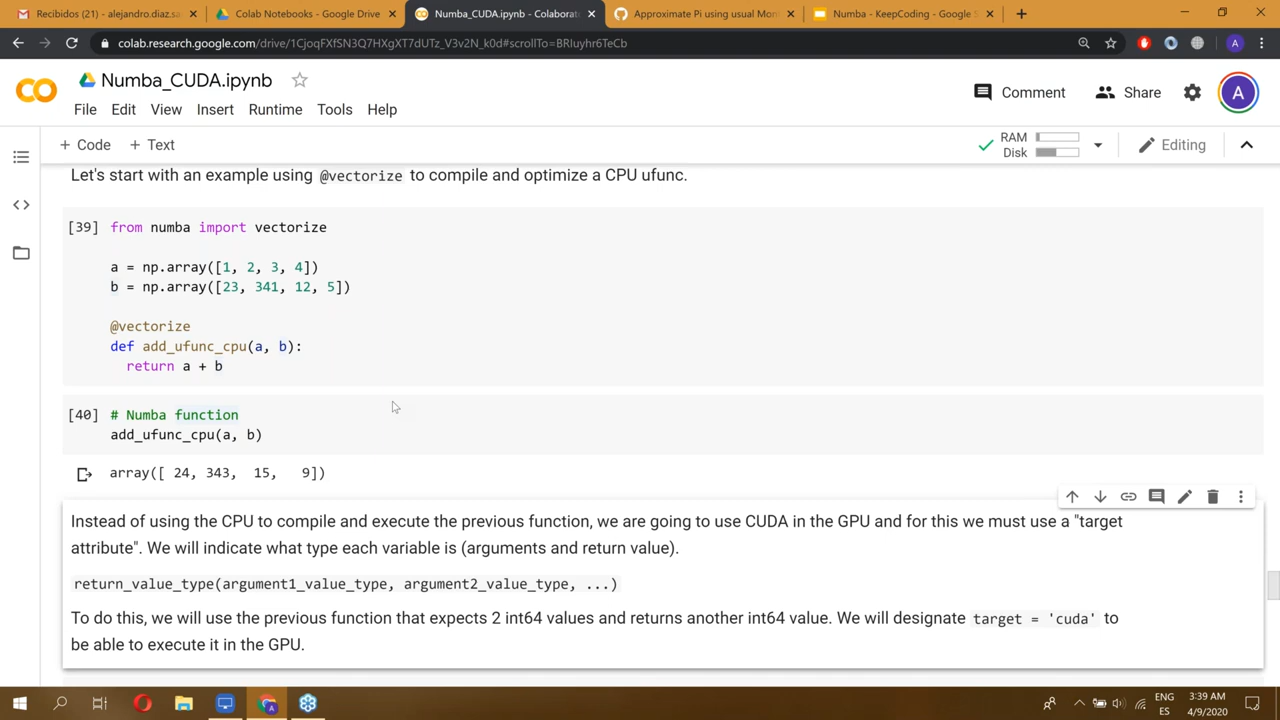 Recibidos (21) - alejandro.diaz.sa
Colab Notebooks - Google Drive
Numba_CUDA.ipynb - Colaborat
Approximate Pi using usual Mon
Numba - KeepCoding - Google S
colab.research.google.com/drive/1CjoqFXfSN3Q7HXgXT7dUTz_V3v2N_k0d#scrollTo=BRIuyhr6TeCb
A
Numba_CUDA.ipynb
Comment
Share
A
File Edit View Insert Runtime Tools Help
+ Code + Text
RAM
Disk
Editing
Let's start with an example using @vectorize to compile and optimize a CPU ufunc.
[39] from numba import vectorize
a = np.array([1, 2, 3, 4])
b = np.array([23, 341, 12, 5])
@vectorize
def add_ufunc_cpu(a, b):
return a + b
[40] # Numba function
add_ufunc_cpu(a, b)
array([ 24, 343, 15, 9])
Instead of using the CPU to compile and execute the previous function, we are going to use CUDA in the GPU and for this we must use a "target
attribute". We will indicate what type each variable is (arguments and return value).
return_value_type(argument1_value_type, argument2_value_type, ...)
To do this, we will use the previous function that expects 2 int64 values and returns another int64 value. We will designate target = 'cuda' to
be able to execute it in the GPU.
ENG
ES
3:39 AM
4/9/2020